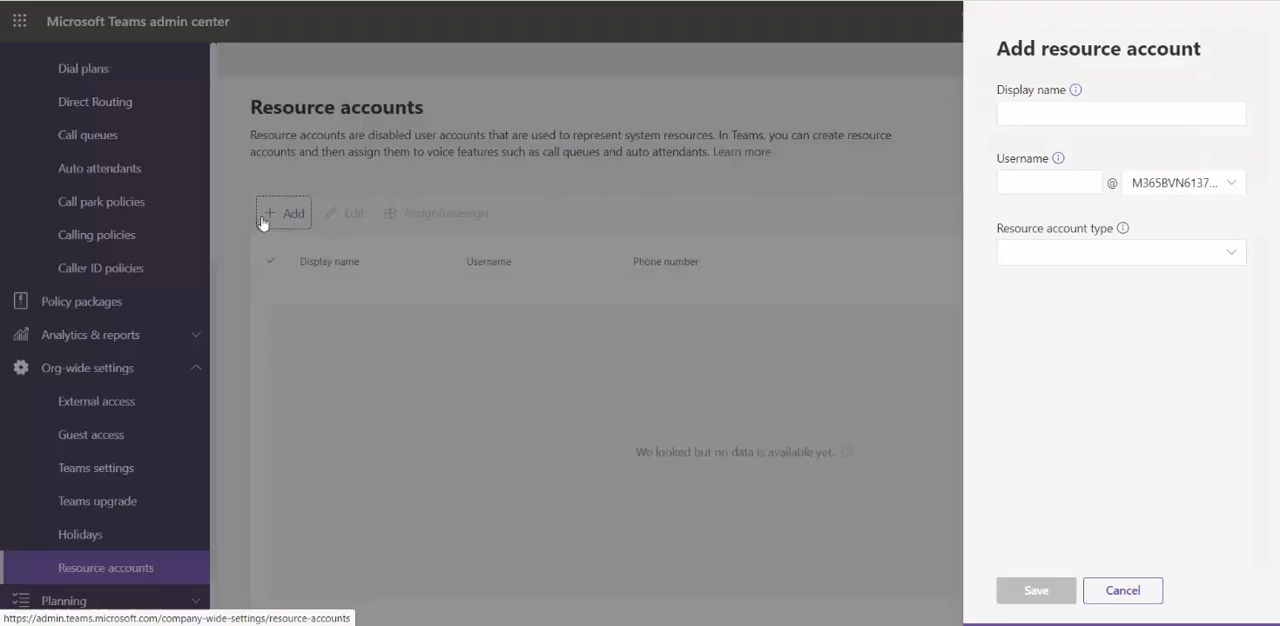 Microsoft Teams admin center
Dial plans
Direct Routing
Call queues
Auto attendants
Call park policies
Calling policies
Caller ID policies
Policy packages
Analytics & reports
Org-wide settings
External access
Guest access
Teams settings
Teams upgrade
Holidays
Resource accounts
Planning
https://admin.teams.microsoft.com/company-wide-settings/resource-accounts
Resource accounts
Resource accounts are disabled user accounts that are used to represent system resources. In Teams, you can create resource
accounts and then assign them to voice features such as call queues and auto attendants. Learn more
+ Add Edit Assign/unassign
Display name Username Phone number
We looked but no data is available yet.
Add resource account
Display name
Username
@ M365BVN6137...
Resource account type
Save Cancel